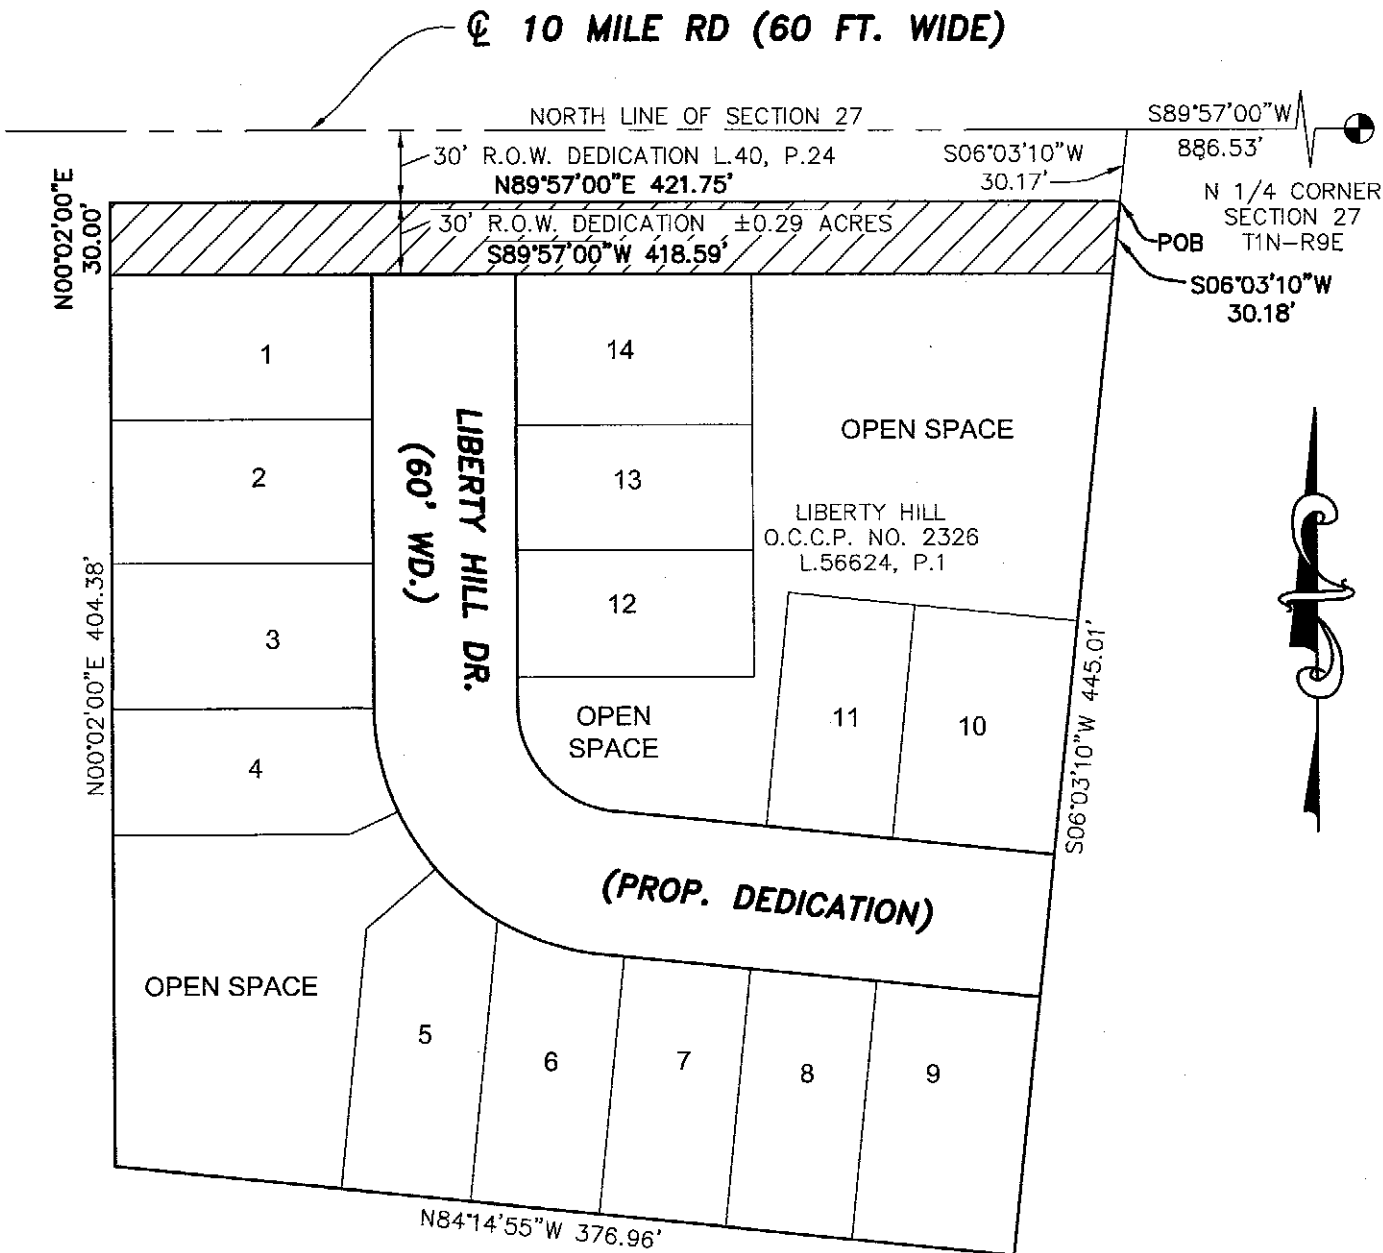 ℄ 10 MILE RD (60 FT. WIDE)
NORTH LINE OF SECTION 27
S89°57'00"W
886.53'
30' R.O.W. DEDICATION L.40, P.24
S06°03'10"W
30.17'
N89°57'00"E 421.75'
N 1/4 CORNER
SECTION 27
T1N-R9E
N00°02'00"E
30.00'
30' R.O.W. DEDICATION ±0.29 ACRES
S89°57'00"W 418.59'
POB
S06°03'10"W
30.18'
1
14
2
13
OPEN SPACE
LIBERTY HILL DR.
(60' WD.)
LIBERTY HILL
O.C.C.P. NO. 2326
L.56624, P.1
12
3
N00°02'00"E 404.38'
S06°03'10"W 445.01'
OPEN
SPACE
11
10
4
(PROP. DEDICATION)
OPEN SPACE
5
6
7
8
9
N84°14'55"W 376.96'